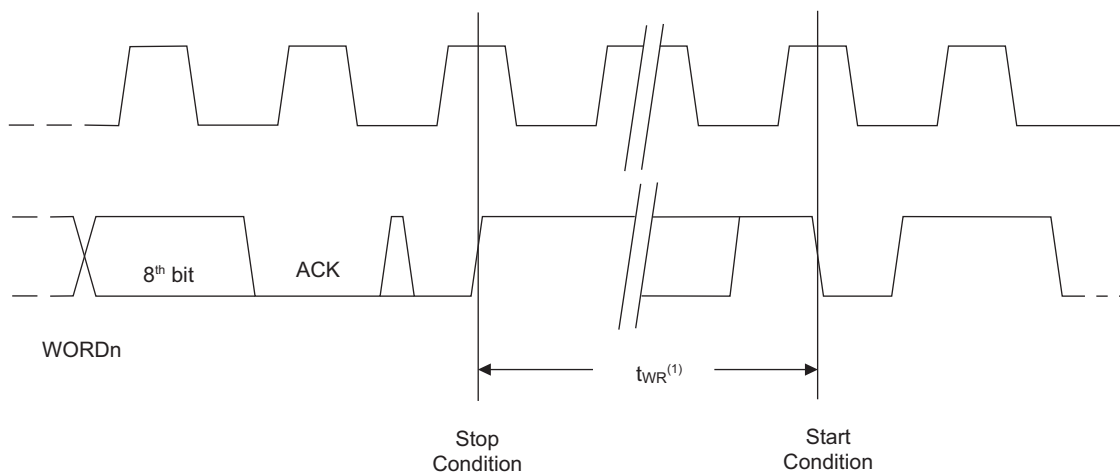 8th bit
ACK
WORDn
tWR(1)
Stop
Condition
Start
Condition